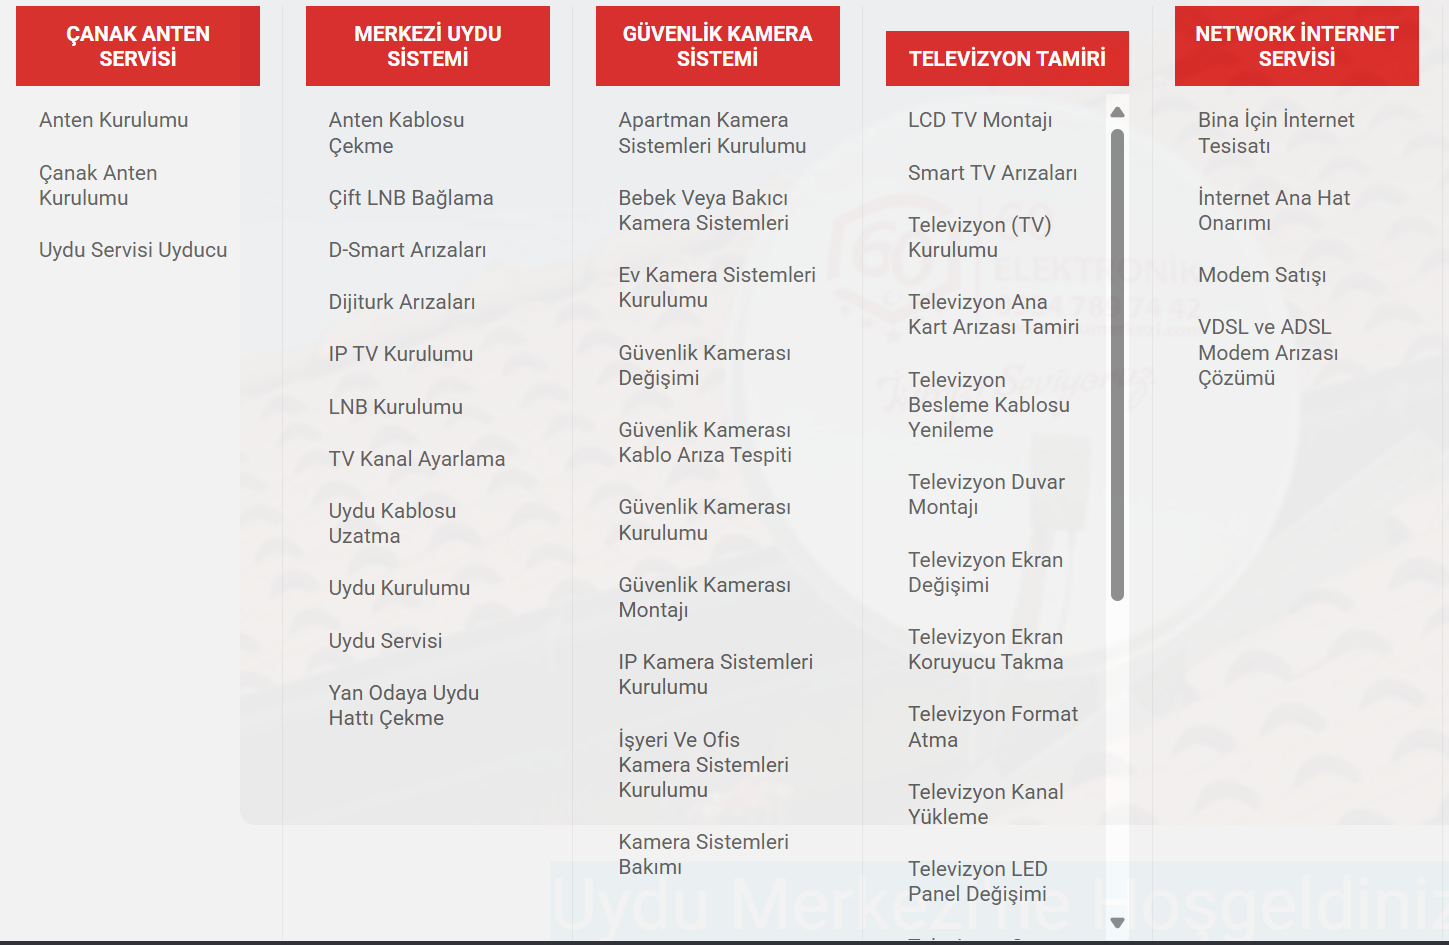 ÇANAK ANTEN
SERVİSİ
Anten Kurulumu
Çanak Anten
Kurulumu
Uydu Servisi Uyducu
MERKEZİ UYDU
SİSTEMİ
Anten Kablosu
Çekme
Çift LNB Bağlama
D-Smart Arızaları
Dijiturk Arızaları
IP TV Kurulumu
LNB Kurulumu
TV Kanal Ayarlama
Uydu Kablosu
Uzatma
Uydu Kurulumu
Uydu Servisi
Yan Odaya Uydu
Hattı Çekme
GÜVENLİK KAMERA
SİSTEMİ
Apartman Kamera
Sistemleri Kurulumu
Bebek Veya Bakıcı
Kamera Sistemleri
Ev Kamera Sistemleri
Kurulumu
Güvenlik Kamerası
Değişimi
Güvenlik Kamerası
Kablo Arıza Tespiti
Güvenlik Kamerası
Kurulumu
Güvenlik Kamerası
Montajı
IP Kamera Sistemleri
Kurulumu
İşyeri Ve Ofis
Kamera Sistemleri
Kurulumu
Kamera Sistemleri
Bakımı
TELEVİZYON TAMİRİ
LCD TV Montajı
Smart TV Arızaları
Televizyon (TV)
Kurulumu
Televizyon Ana
Kart Arızası Tamiri
Televizyon
Besleme Kablosu
Yenileme
Televizyon Duvar
Montajı
Televizyon Ekran
Değişimi
Televizyon Ekran
Koruyucu Takma
Televizyon Format
Atma
Televizyon Kanal
Yükleme
Televizyon LED
Panel Değişimi
NETWORK İNTERNET
SERVİSİ
Bina İçin İnternet
Tesisatı
İnternet Ana Hat
Onarımı
Modem Satışı
VDSL ve ADSL
Modem Arızası
Çözümü
60
ELEKTRONİK
Uydu Merkezi'ne Hoşgeldiniz